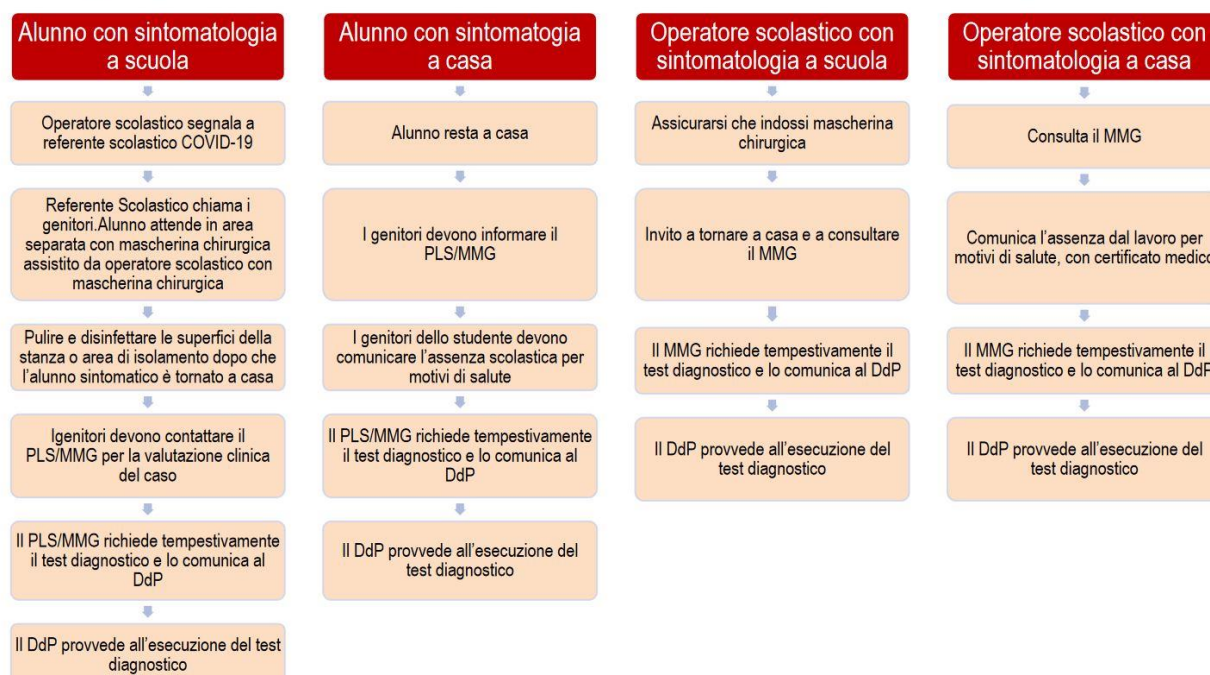 Alunno con sintomatologia
a scuola
Operatore scolastico segnala a
referente scolastico COVID-19
Referente Scolastico chiama i
genitori.Alunno attende in area
separata con mascherina chirurgica
assistito da operatore scolastico con
mascherina chirurgica
Pulire e disinfettare le superfici della
stanza o area di isolamento dopo che
l'alunno sintomatico è tornato a casa
Igenitori devono contattare il
PLS/MMG per la valutazione clinica
del caso
Il PLS/MMG richiede tempestivamente
il test diagnostico e lo comunica al
DdP
Il DdP provvede all'esecuzione del test
diagnostico
Alunno con sintomatogia
a casa
Alunno resta a casa
I genitori devono informare il
PLS/MMG
I genitori dello studente devono
comunicare l'assenza scolastica per
motivi di salute
Il PLS/MMG richiede tempestivamente
il test diagnostico e lo comunica al
DdP
Il DdP provvede all'esecuzione del
test diagnostico
Operatore scolastico con
sintomatologia a scuola
Assicurarsi che indossi mascherina
chirurgica
Invito a tornare a casa e a consultare
il MMG
Il MMG richiede tempestivamente il
test diagnostico e lo comunica al DdP
Il DdP provvede all'esecuzione del
test diagnostico
Operatore scolastico con
sintomatologia a casa
Consulta il MMG
Comunica l'assenza dal lavoro per
motivi di salute, con certificato medico
Il MMG richiede tempestivamente il
test diagnostico e lo comunica al DdP
Il DdP provvede all'esecuzione del
test diagnostico